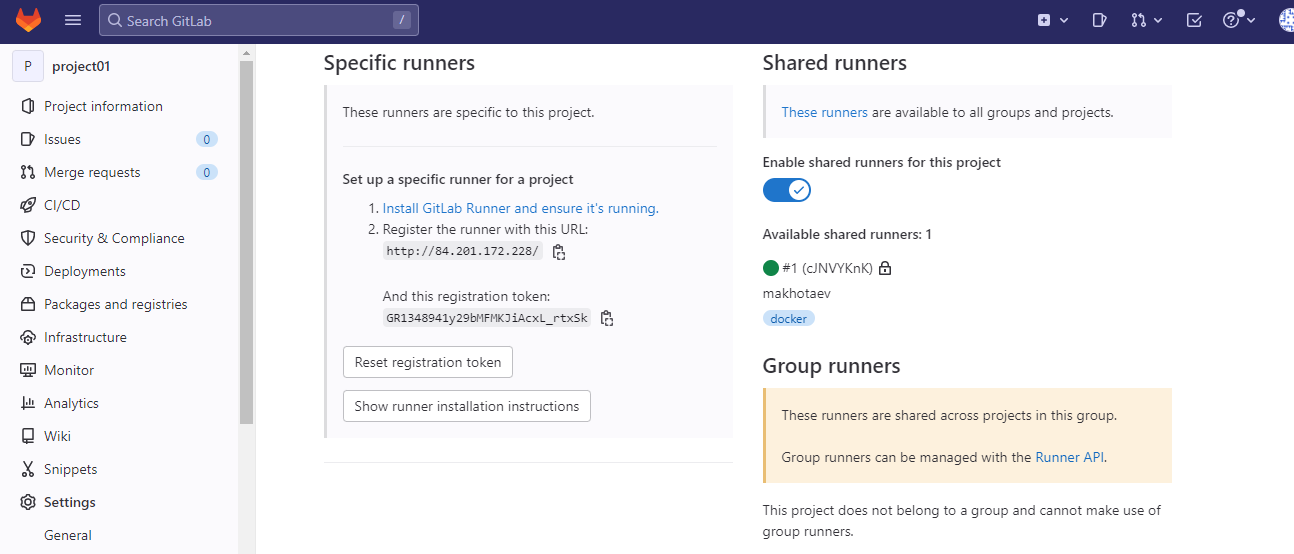 Search GitLab
/
P
project01
Project information
Issues
0
Merge requests
0
CI/CD
Security & Compliance
Deployments
Packages and registries
Infrastructure
Monitor
Analytics
Wiki
Snippets
Settings
General
Specific runners
These runners are specific to this project.
Set up a specific runner for a project
1. Install GitLab Runner and ensure it's running.
2. Register the runner with this URL:
http://84.201.172.228/
And this registration token:
GR1348941y29bMFMKJiAcxL_rtxSk
Reset registration token
Show runner installation instructions
Shared runners
These runners are available to all groups and projects.
Enable shared runners for this project
Available shared runners: 1
#1 (cJNVYKnK)
makhotaev
docker
Group runners
These runners are shared across projects in this group.
Group runners can be managed with the Runner API.
This project does not belong to a group and cannot make use of
group runners.